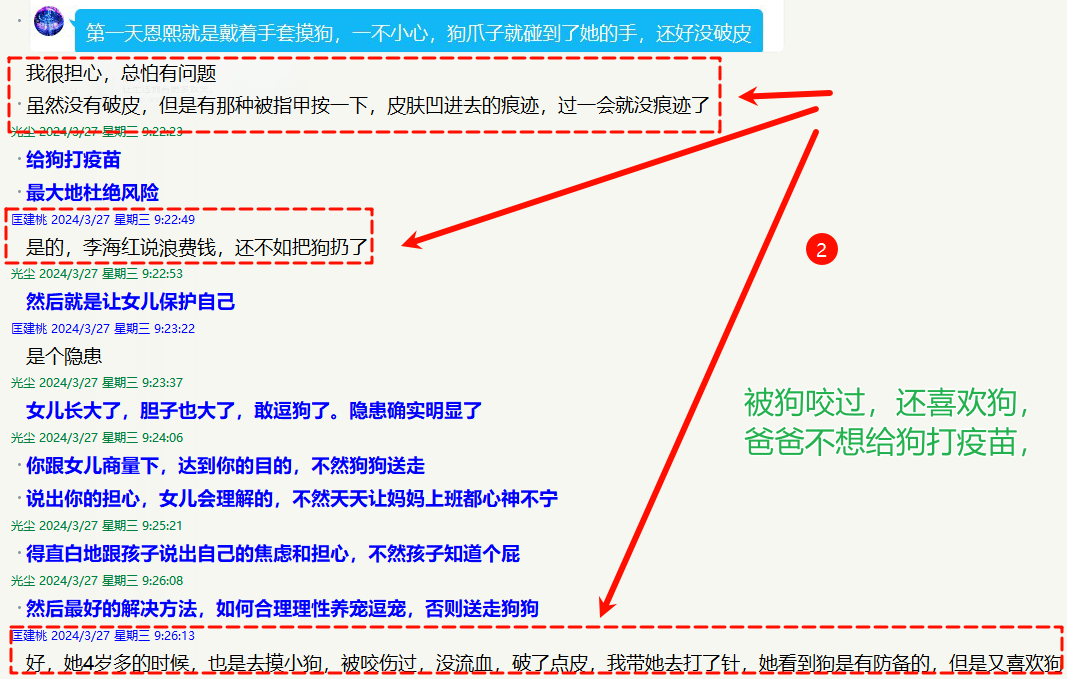 第一天恩熙就是戴着手套摸狗，一不小心，狗爪子就碰到了她的手，还好没破皮
我很担心，总怕有问题
虽然没有破皮，但是有那种被指甲按一下，皮肤凹进去的痕迹，过一会就没痕迹了
光尘 2024/3/27 星期三 9:22:23
给狗打疫苗
最大地杜绝风险
匡建桃 2024/3/27 星期三 9:22:49
是的，李海红说浪费钱，还不如把狗扔了
光尘 2024/3/27 星期三 9:22:53
然后就是让女儿保护自己
2
匡建桃 2024/3/27 星期三 9:23:22
是个隐患
光尘 2024/3/27 星期三 9:23:37
女儿长大了，胆子也大了，敢逗狗了。隐患确实明显了
被狗咬过，还喜欢狗，
爸爸不想给狗打疫苗，
光尘 2024/3/27 星期三 9:24:06
你跟女儿商量下，达到你的目的，不然狗狗送走
说出你的担心，女儿会理解的，不然天天让妈妈上班都心神不宁
光尘 2024/3/27 星期三 9:25:21
得直白地跟孩子说出自己的焦虑和担心，不然孩子知道个屁
光尘 2024/3/27 星期三 9:26:08
然后最好的解决方法，如何合理理性养宠逗宠，否则送走狗狗
匡建桃 2024/3/27 星期三 9:26:13
好，她4岁多的时候，也是去摸小狗，被咬伤过，没流血，破了点皮，我带她去打了针，她看到狗是有防备的，但是又喜欢狗